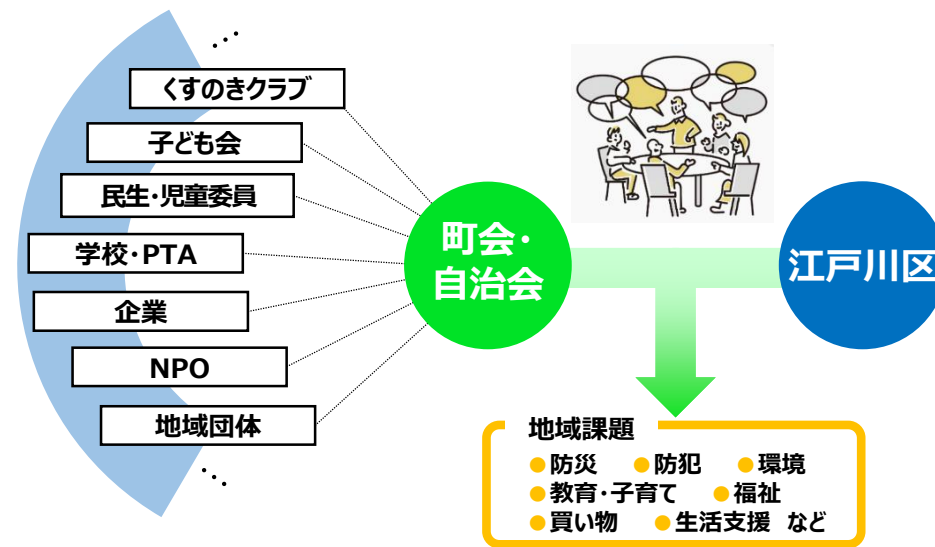 くすのきクラブ
子ども会
民生・児童委員
学校・PTA
企業
NPO
地域団体
町会・
自治会
江戸川区
地域課題
●防災 ●防犯 ●環境
●教育・子育て ●福祉
●買い物 ●生活支援 など